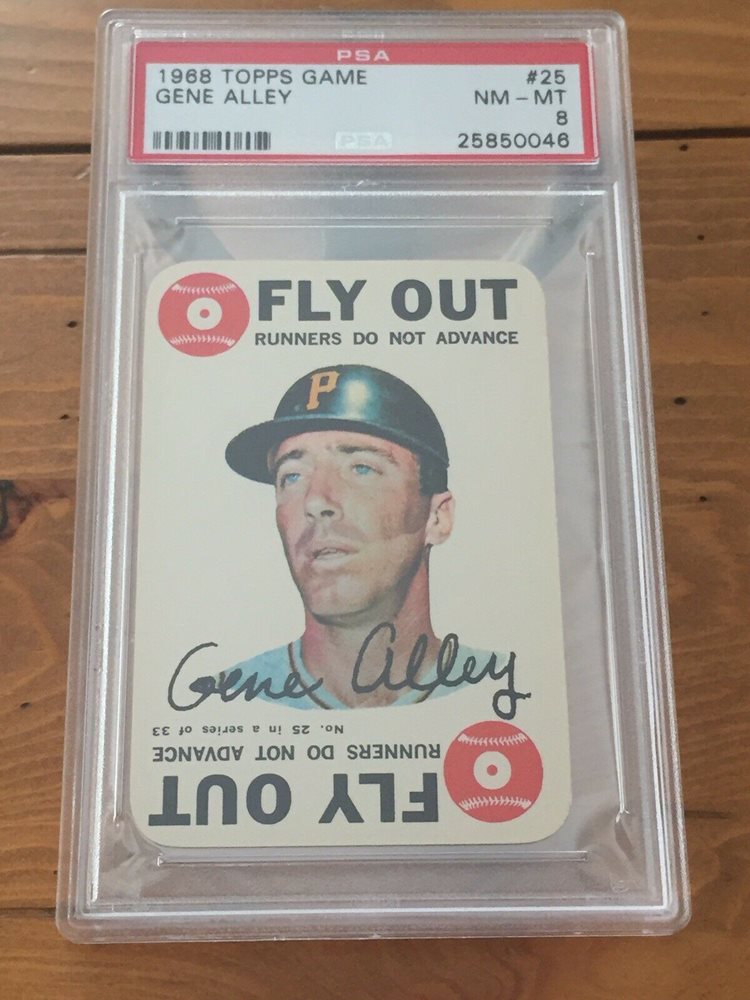 PSA
1968 TOPPS GAME #25
GENE ALLEY NM - MT
8
PSA 25850046
FLY OUT
RUNNERS DO NOT ADVANCE
P
Gene Alley
No. 25 in a series of 33
RUNNERS DO NOT ADVANCE
FLY OUT